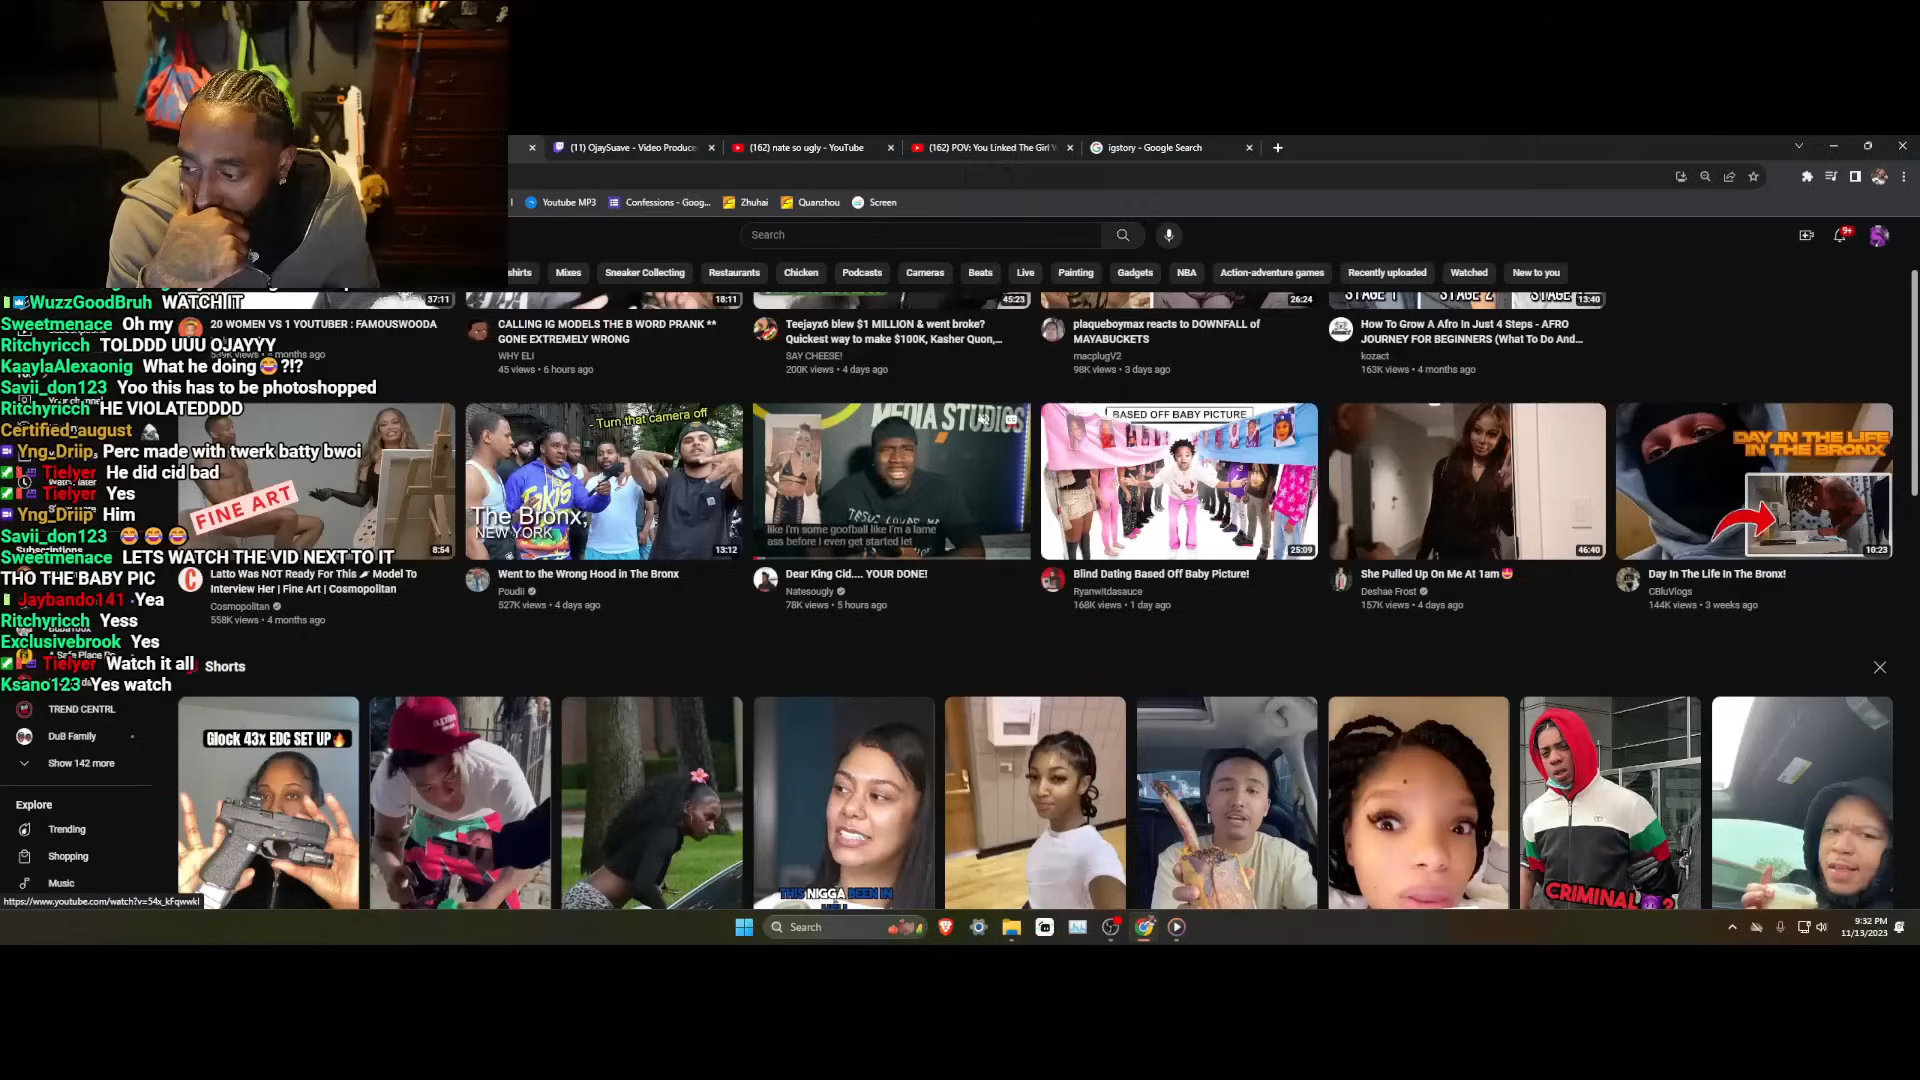 (11) OjaySuave - Video Produce
(162) nate so ugly - YouTube
(162) POV: You Linked The Girl
igstory - Google Search
Youtube MP3
Confessions - Goog...
Zhuhai
Quanzhou
Screen
Search
9+
shirts
Mixes
Sneaker Collecting
Restaurants
Chicken
Podcasts
Cameras
Beats
Live
Painting
Gadgets
NBA
Action-adventure games
Recently uploaded
Watched
New to you
37:11
18:11
45:23
26:24
STAGE 1
STAGE 2
13:40
20 WOMEN VS 1 YOUTUBER : FAMOUSWOODA
months ago
CALLING IG MODELS THE B WORD PRANK **
GONE EXTREMELY WRONG
WHY ELI
45 views • 6 hours ago
Teejayx6 blew $1 MILLION & went broke?
Quickest way to make $100K, Kasher Quon,...
SAY CHEESE!
200K views • 4 days ago
plaqueboymax reacts to DOWNFALL of
MAYABUCKETS
macplugV2
98K views • 3 days ago
How To Grow A Afro In Just 4 Steps - AFRO
JOURNEY FOR BEGINNERS (What To Do And...
kozact
163K views • 4 months ago
WuzzGoodBruh WATCH IT
Sweetmenace Oh my
Ritchyricch TOLDDD UUU OJAYYY
KaaylaAlexaonig What he doing😂?!?
Savii_don123 Yoo this has to be photoshopped
Ritchyricch HE VIOLATEDDDD
Certified_august
Yng_Driip Perc made with twerk batty bwoi
Tielyer He did cid bad
Tielyer Yes
Yng_Driip Him
Savii_don123 😂😂😂
Sweetmenace LETS WATCH THE VID NEXT TO IT
THO THE BABY PIC
Jaybando141 Yea
Ritchyricch Yess
Exclusivebrook Yes
Tielyer Watch it all
Ksano123 Yes watch
FINE ART
8:54
- Turn that camera off
The Bronx,
NEW YORK
13:12
MEDIA STUDIOS
like I'm some goofball like I'm a lame
ass before i even get started let
BASED OFF BABY PICTURE
25:09
46:40
DAY IN THE LIFE
IN THE BRONX
10:23
Latto Was NOT Ready For This Model To
Interview Her | Fine Art | Cosmopolitan
Cosmopolitan
558K views • 4 months ago
Went to the Wrong Hood in The Bronx
Poudii
527K views • 4 days ago
Dear King Cid.... YOUR DONE!
Natesougly
78K views • 5 hours ago
Blind Dating Based Off Baby Picture!
Ryanwitdasauce
168K views • 1 day ago
She Pulled Up On Me At 1am😍
Deshae Frost
157K views • 4 days ago
Day In The Life In The Bronx!
CBluVlogs
144K views • 3 weeks ago
Subscriptions
Shorts
TREND CENTRL
DuB Family
Show 142 more
Explore
Trending
Shopping
Music
Glock 43x EDC SET UP🔥
THIS NIGGA BEEN IN
CRIMINAL😈?
https://www.youtube.com/watch?v=54x_kFqwwkI
Search
9:32 PM
11/13/2023